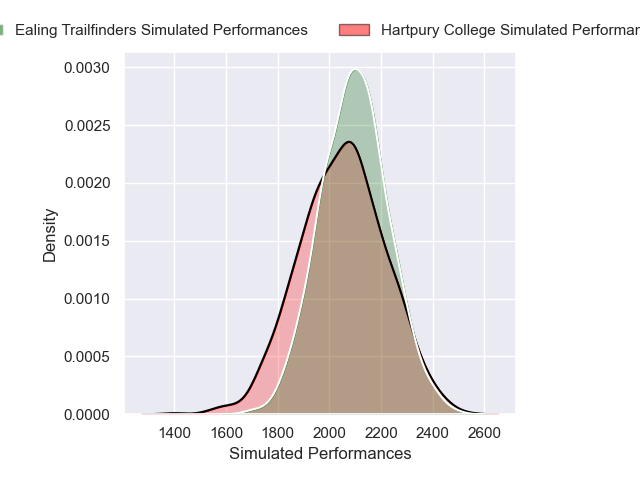 Ealing Trailfinders Simulated Performances
Hartpury College Simulated
0.0030
0.0025
0.0020
0.0015
0.0010
0.0005
0.0000
Density
1400 1600 1800 2000 2200 2400 2600
Simulated Performances